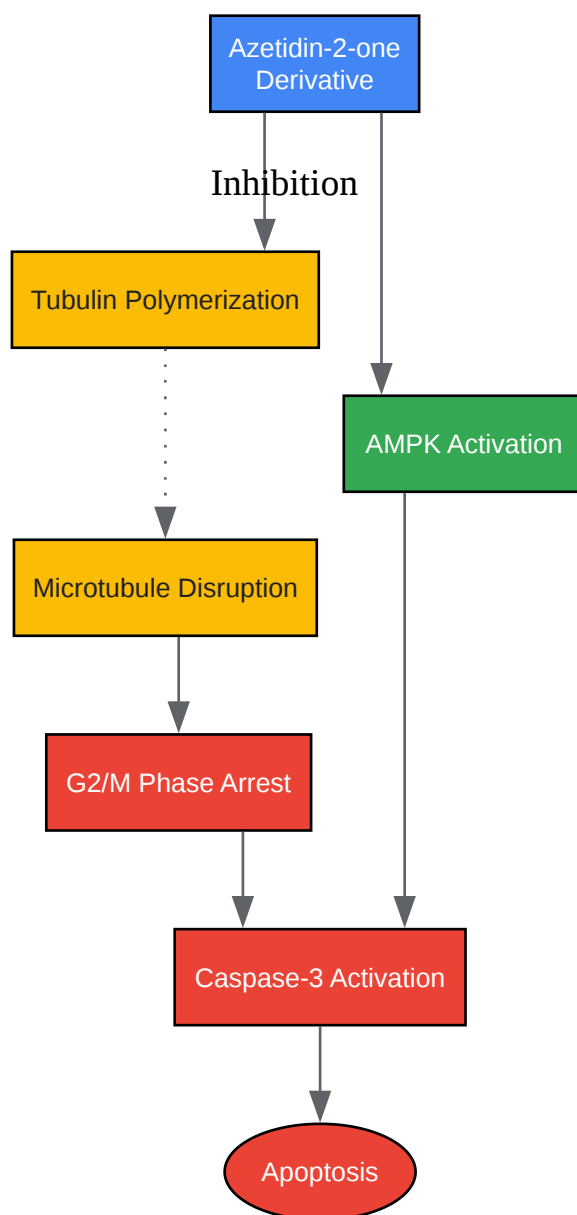 Azetidin-2-one
Derivative
Inhibition
Tubulin Polymerization
AMPK Activation
Microtubule Disruption
G2/M Phase Arrest
Caspase-3 Activation
Apoptosis